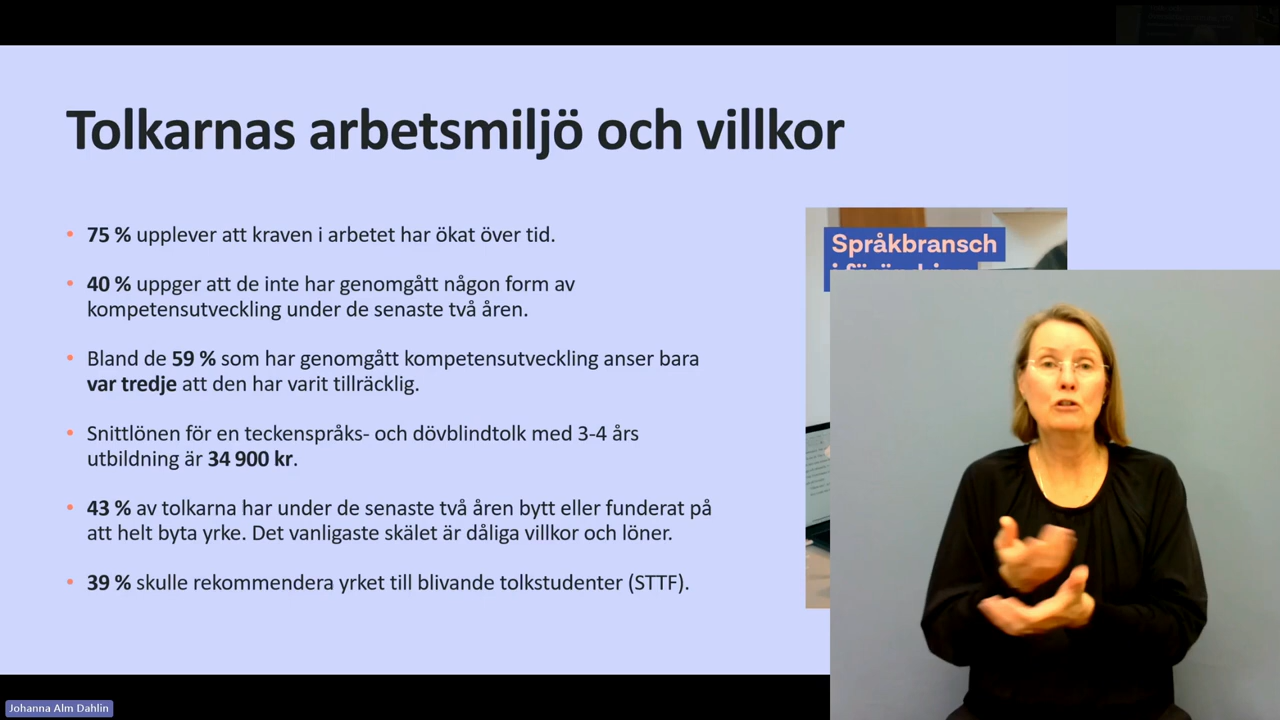 Tolkarnas arbetsmiljö och villkor
75 % upplever att kraven i arbetet har ökat över tid.
40 % uppger att de inte har genomgått någon form av
kompetensutveckling under de senaste två åren.
Bland de 59 % som har genomgått kompetensutveckling anser bara
var tredje att den har varit tillräcklig.
Snittlönen för en teckenspråks- och dövblindtolk med 3-4 års
utbildning är 34 900 kr.
43 % av tolkarna har under de senaste två åren bytt eller funderat på
att helt byta yrke. Det vanligaste skälet är dåliga villkor och löner.
39 % skulle rekommendera yrket till blivande tolkstudenter (STTF).
Språkbransch
Johanna Alm Dahlin